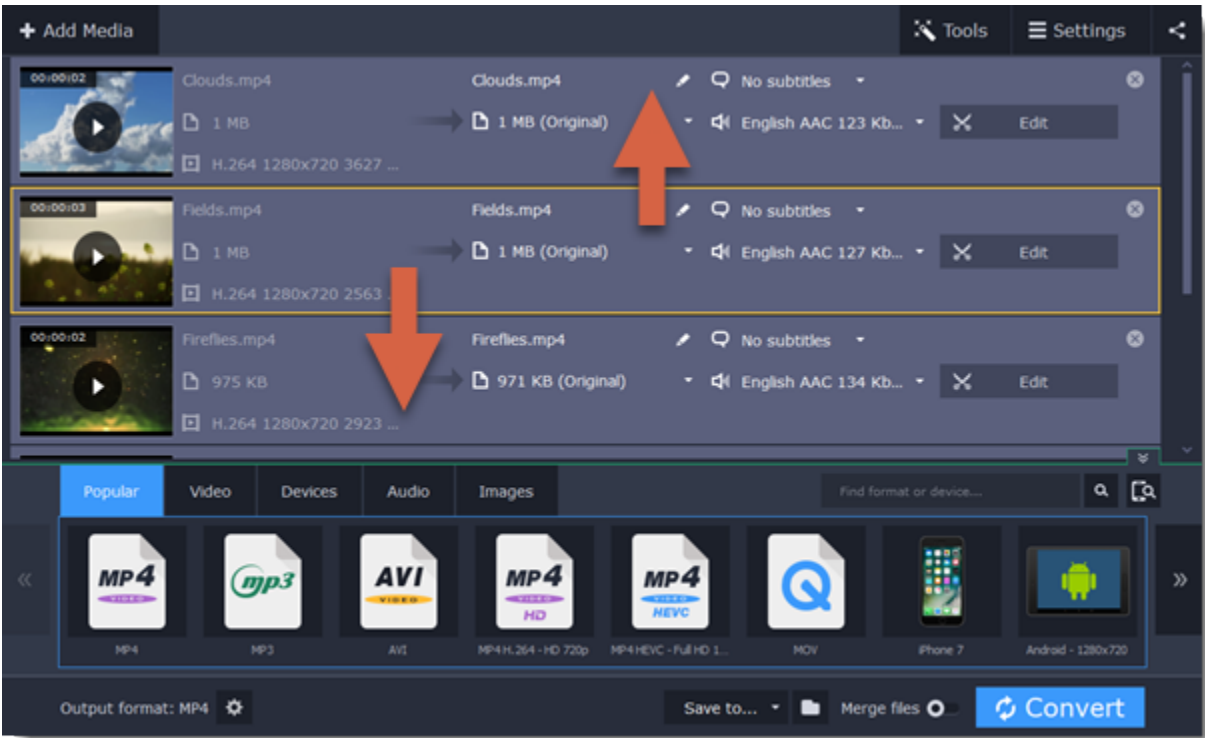 Add Media
Tools
Settings
00:00:02
Clouds.mp4
Clouds.mp4
No subtitles
1 MB
1 MB (Original)
English AAC 123 Kb...
Edit
H.264 1280x720 3627 ...
00:00:03
Fields.mp4
Fields.mp4
No subtitles
1 MB
1 MB (Original)
English AAC 127 Kb...
Edit
H.264 1280x720 2563
00:00:02
Fireflies.mp4
Fireflies.mp4
No subtitles
975 KB
971 KB (Original)
English AAC 134 Kb...
Edit
H.264 1280x720 2923 ...
Popular
Video
Devices
Audio
Images
Find format or device...
MP4
VIDEO
mp3
AVI
VIDEO
MP4
VIDEO
HD
MP4
VIDEO
HEVC
MP4
MP3
AVI
MP4 H.264 - HD 720p
MP4 HEVC - Full HD 1...
MOV
iPhone 7
Android - 1280x720
Output format: MP4
Save to...
Merge files
Convert